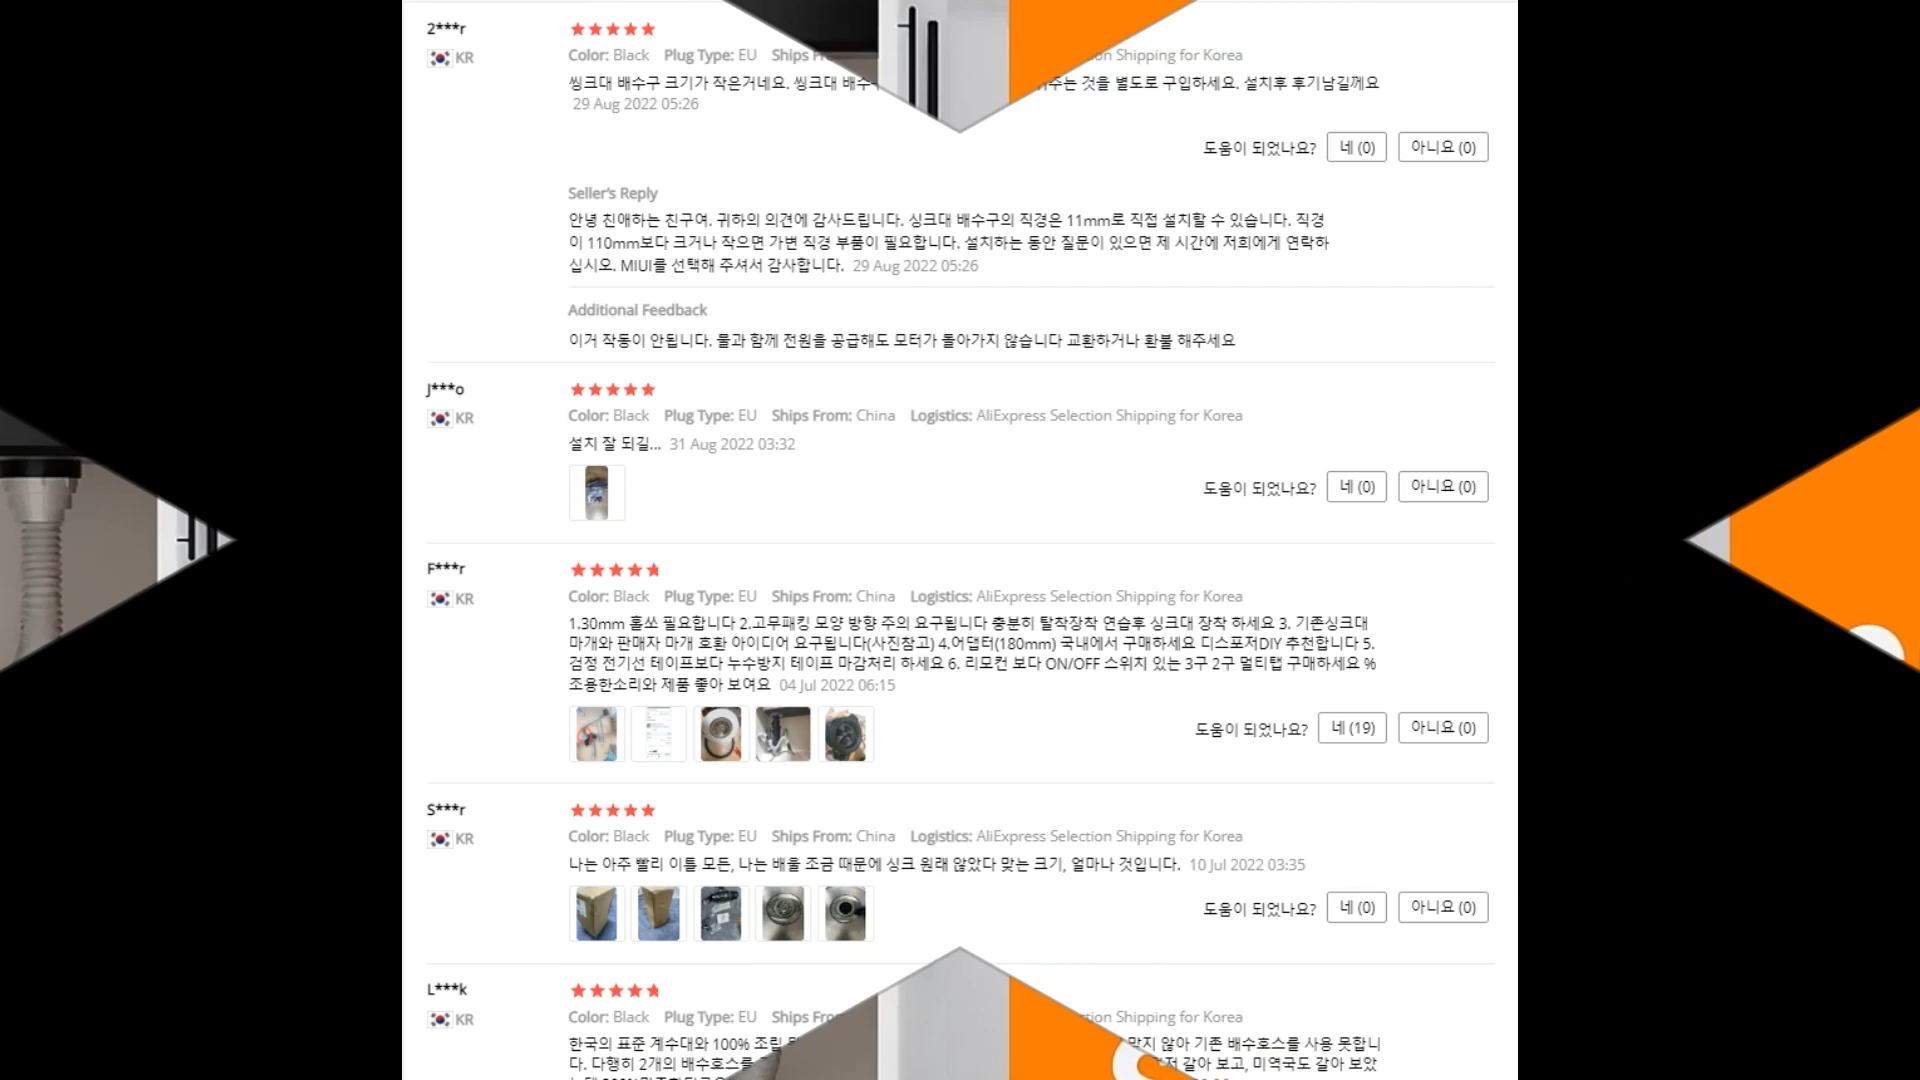 2***r
KR
Color: Black Plug Type: EU Ships on Shipping for Korea
씽크대 배수구 크기가 작은거네요. 씽크대 배수 주는 것을 별도로 구입하세요. 설치후 후기남길께요
29 Aug 2022 05:26
도움이 되었나요? 네 (0) 아니요 (0)
Seller's Reply
안녕 친애하는 친구여. 귀하의 의견에 감사드립니다. 싱크대 배수구의 직경은 11mm로 직접 설치할 수 있습니다. 직경
이 110mm보다 크거나 작으면 가변 직경 부품이 필요합니다. 설치하는 동안 질문이 있으면 제 시간에 저희에게 연락하
십시오. MIUI를 선택해 주셔서 감사합니다. 29 Aug 2022 05:26
Additional Feedback
이거 작동이 안됩니다. 물과 함께 전원을 공급해도 모터가 돌아가지 않습니다 교환하거나 환불 해주세요
J***o
KR
Color: Black Plug Type: EU Ships From: China Logistics: AliExpress Selection Shipping for Korea
설치 잘 되길... 31 Aug 2022 03:32
도움이 되었나요? 네 (0) 아니요 (0)
F***r
KR
Color: Black Plug Type: EU Ships From: China Logistics: AliExpress Selection Shipping for Korea
1.30mm 홀쏘 필요합니다 2.고무패킹 모양 방향 주의 요구됩니다 충분히 탈착장착 연습후 싱크대 장착 하세요 3. 기존싱크대
마개와 판매자 마개 호환 아이디어 요구됩니다(사진참고) 4.어댑터(180mm) 국내에서 구매하세요 디스포저DIY 추천합니다 5.
검정 전기선 테이프보다 누수방지 테이프 마감처리 하세요 6. 리모컨 보다 ON/OFF 스위치 있는 3구 2구 멀티탭 구매하세요 %
조용한소리와 제품 좋아 보여요 04 Jul 2022 06:15
도움이 되었나요? 네 (19) 아니요 (0)
S***r
KR
Color: Black Plug Type: EU Ships From: China Logistics: AliExpress Selection Shipping for Korea
나는 아주 빨리 이틀 모든, 나는 배울 조금 때문에 싱크 원래 않았다 맞는 크기, 얼마나 것입니다. 10 Jul 2022 03:35
도움이 되었나요? 네 (0) 아니요 (0)
L***k
KR
Color: Black Plug Type: EU Ships Fro ction Shipping for Korea
한국의 표준 계수대와 100% 조립 맞지 않아 기존 배수호스를 사용 못합니
다. 다행히 2개의 배수호스를 갈아 보고, 미역국도 갈아 보았